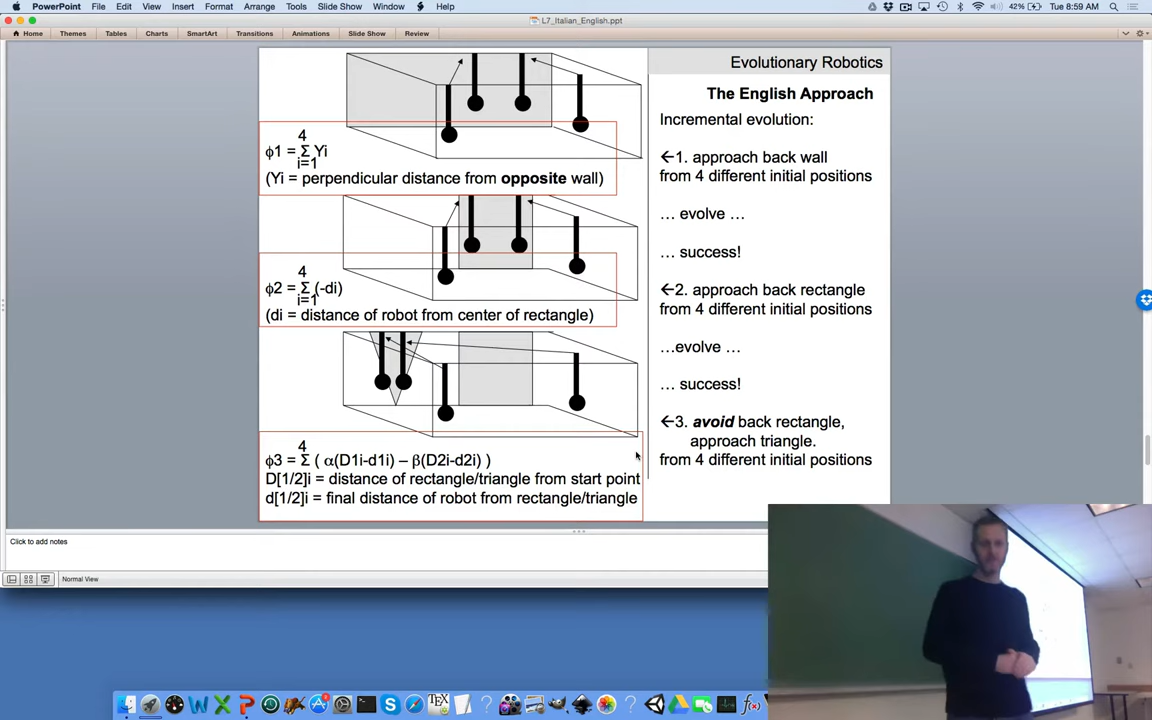 PowerPoint File Edit View Insert Format Arrange Tools Slide Show Window Help
42% Tue 8:59 AM
L7_Italian_English.ppt
Home Themes Tables Charts SmartArt Transitions Animations Slide Show Review
Evolutionary Robotics
The English Approach
Incremental evolution:
←1. approach back wall
from 4 different initial positions
… evolve …
… success!
←2. approach back rectangle
from 4 different initial positions
…evolve …
… success!
←3. avoid back rectangle,
approach triangle.
from 4 different initial positions
4
ϕ1 = Σ Yi
i=1
(Yi = perpendicular distance from opposite wall)
4
ϕ2 = Σ (-di)
i=1
(di = distance of robot from center of rectangle)
4
ϕ3 = Σ ( α(D1i-d1i) – β(D2i-d2i) )
D[1/2]i = distance of rectangle/triangle from start point
d[1/2]i = final distance of robot from rectangle/triangle
Click to add notes
Normal View